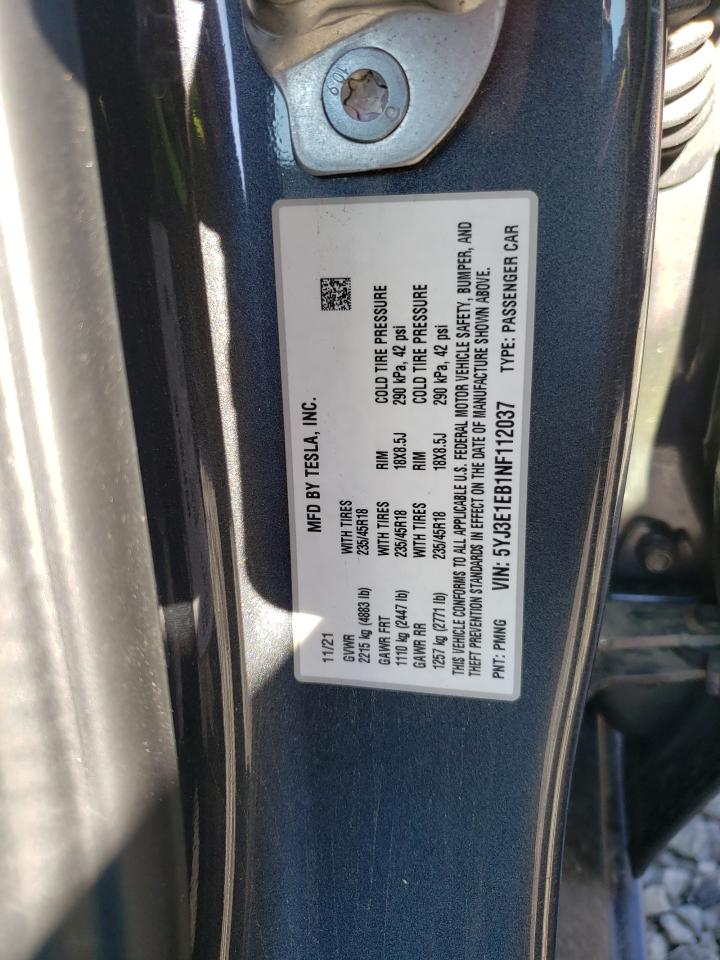 10.9
MFD BY TESLA, INC.
11/21
GVWR WITH TIRES
2215 kg (4883 lb) 235/45R18
GAWR FRT WITH TIRES RIM COLD TIRE PRESSURE
1110 kg (2447 lb) 235/45R18 18X8.5J 290 kPa, 42 psi
GAWR RR WITH TIRES RIM COLD TIRE PRESSURE
1257 kg (2771 lb) 235/45R18 18X8.5J 290 kPa, 42 psi
THIS VEHICLE CONFORMS TO ALL APPLICABLE U.S. FEDERAL MOTOR VEHICLE SAFETY, BUMPER, AND
THEFT PREVENTION STANDARDS IN EFFECT ON THE DATE OF MANUFACTURE SHOWN ABOVE.
PNT: PMNG VIN: 5YJ3E1EB1NF112037 TYPE: PASSENGER CAR